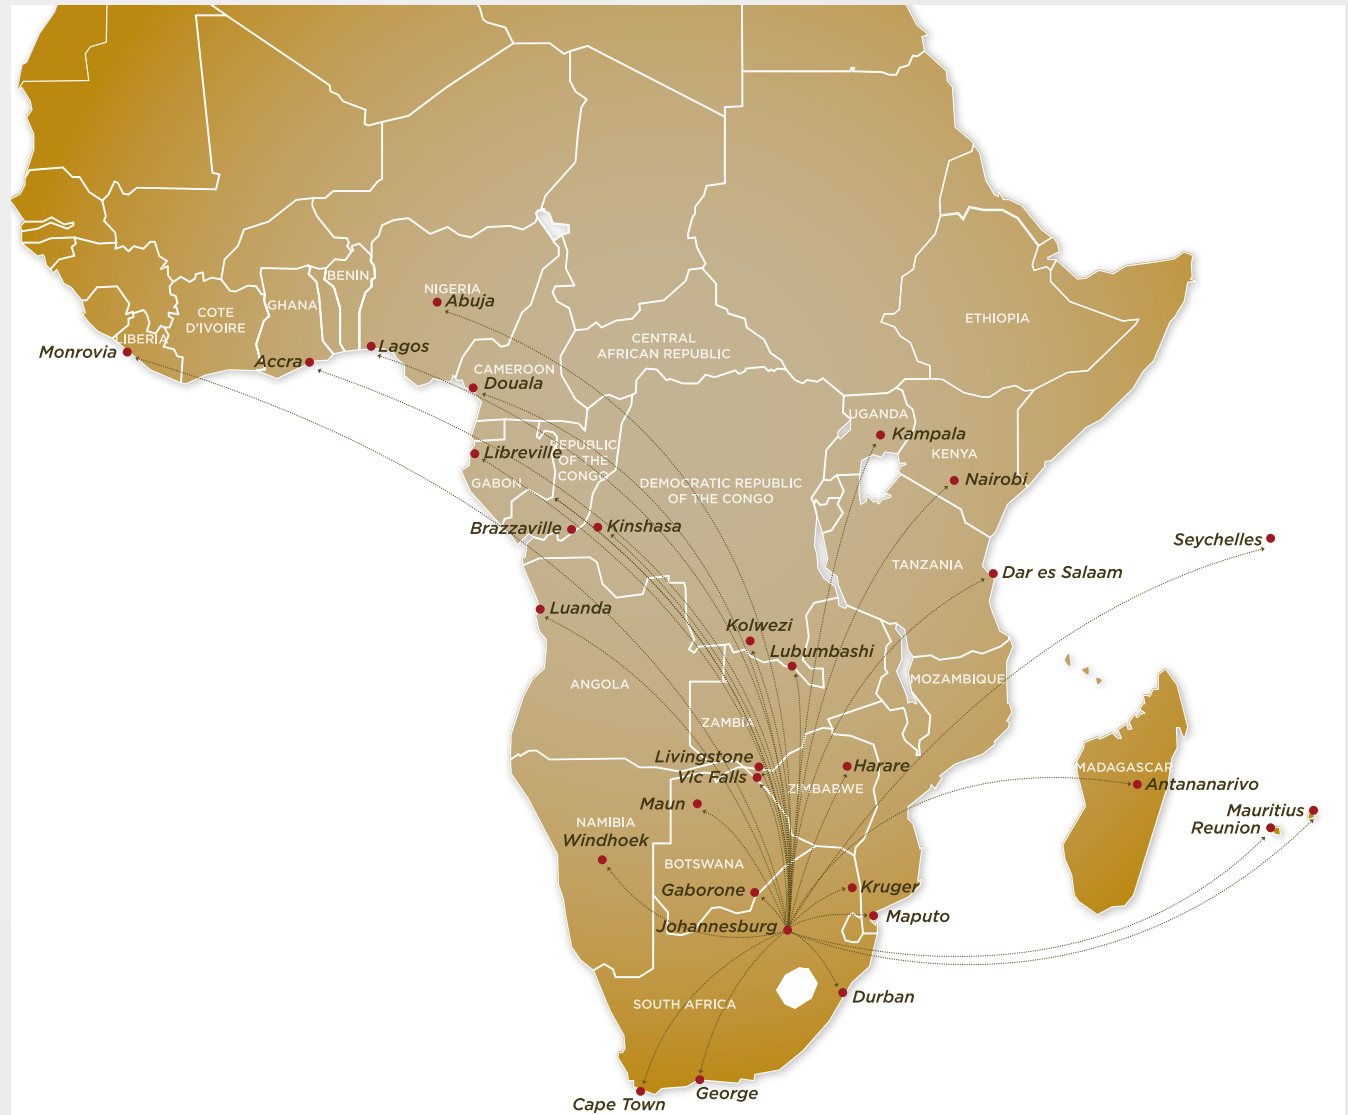 BENIN
NIGERIA
Abuja
GHANA
COTE
D'IVOIRE
ETHIOPIA
LIBERIA
Monrovia
Accra
Lagos
CENTRAL
AFRICAN REPUBLIC
CAMEROON
Douala
UGANDA
Kampala
KENYA
Nairobi
REPUBLIC
OF THE
CONGO
Libreville
GABON
DEMOCRATIC REPUBLIC
OF THE CONGO
Brazzaville
Kinshasa
Seychelles
TANZANIA
Dar es Salaam
Luanda
Kolwezi
Lubumbashi
ANGOLA
MOZAMBIQUE
ZAMBIA
Livingstone
Vic Falls
Harare
ZIMBABWE
MADAGASCAR
Antananarivo
Maun
Mauritius
Reunion
NAMIBIA
Windhoek
BOTSWANA
Gaborone
Kruger
Maputo
Johannesburg
Durban
SOUTH AFRICA
George
Cape Town